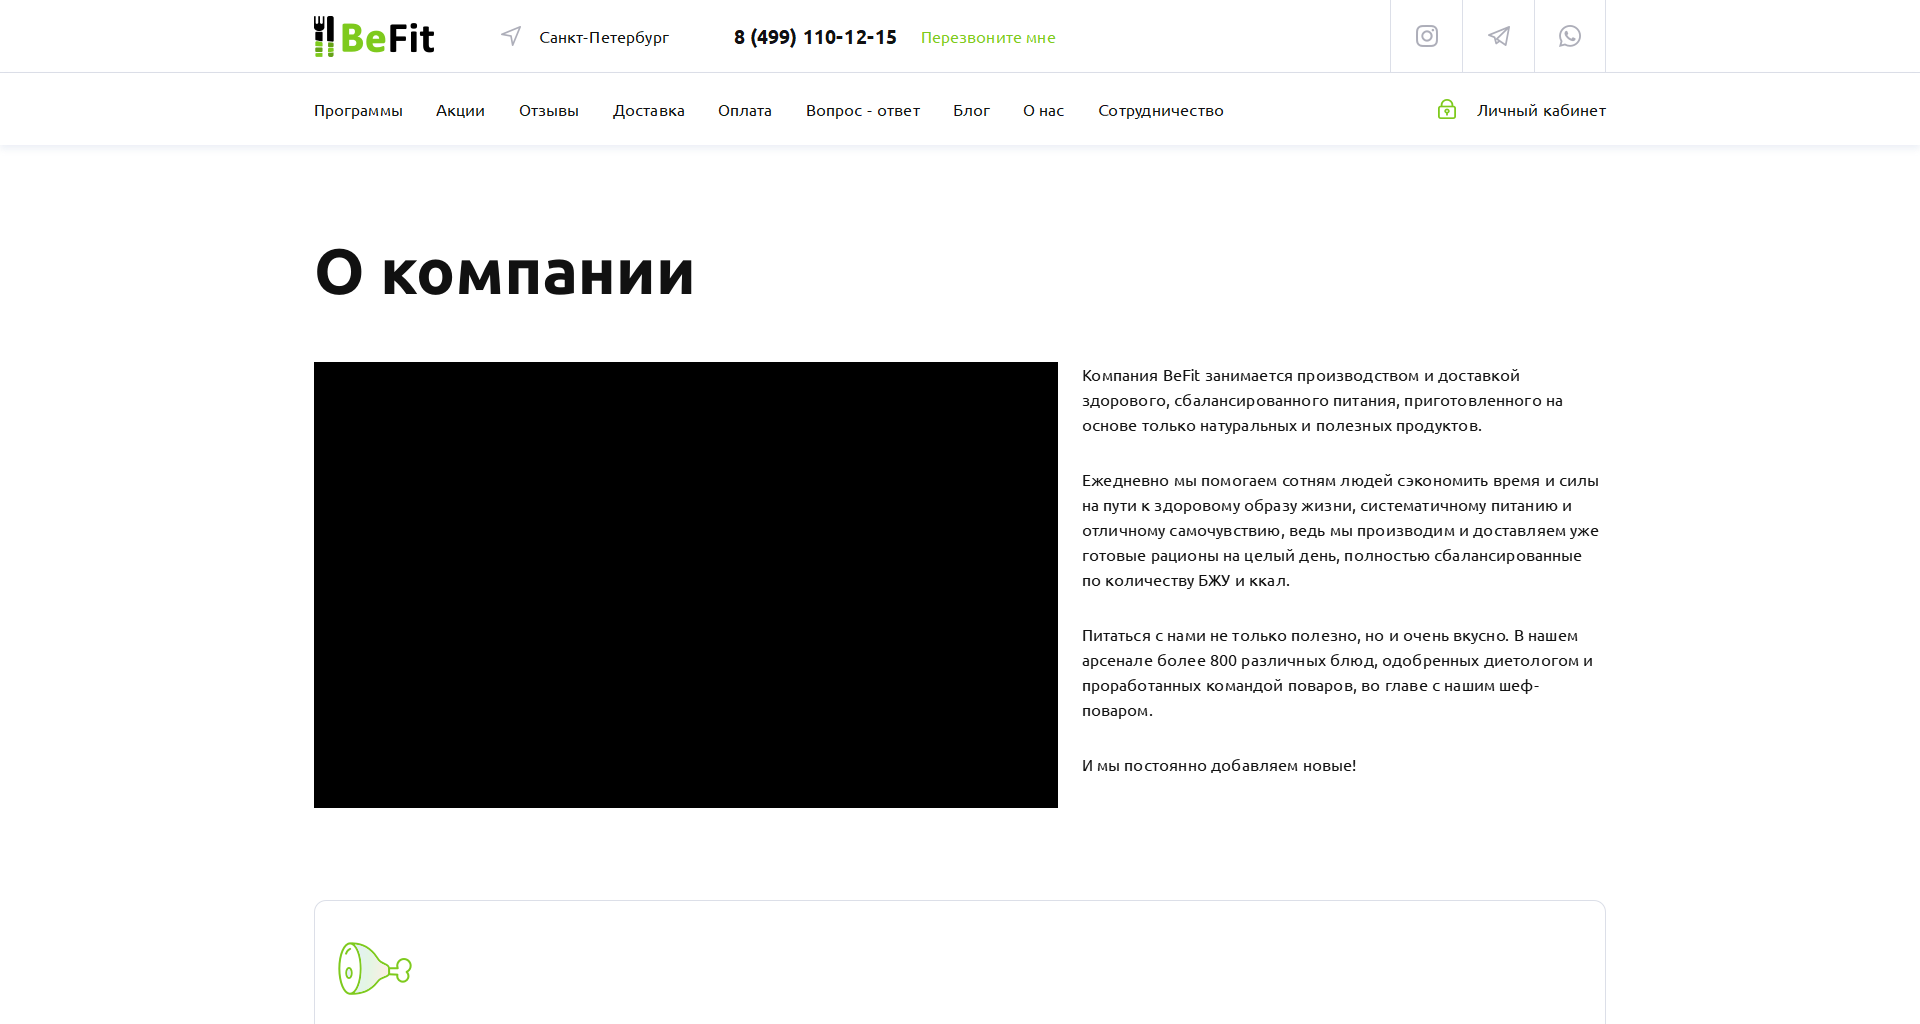 BeFit
Санкт-Петербург
8 (499) 110-12-15
Перезвоните мне
Программы
Акции
Отзывы
Доставка
Оплата
Вопрос - ответ
Блог
О нас
Сотрудничество
Личный кабинет
О компании
Компания BeFit занимается производством и доставкой
здорового, сбалансированного питания, приготовленного на
основе только натуральных и полезных продуктов.
Ежедневно мы помогаем сотням людей сэкономить время и силы
на пути к здоровому образу жизни, систематичному питанию и
отличному самочувствию, ведь мы производим и доставляем уже
готовые рационы на целый день, полностью сбалансированные
по количеству БЖУ и ккал.
Питаться с нами не только полезно, но и очень вкусно. В нашем
арсенале более 800 различных блюд, одобренных диетологом и
проработанных командой поваров, во главе с нашим шеф-
поваром.
И мы постоянно добавляем новые!